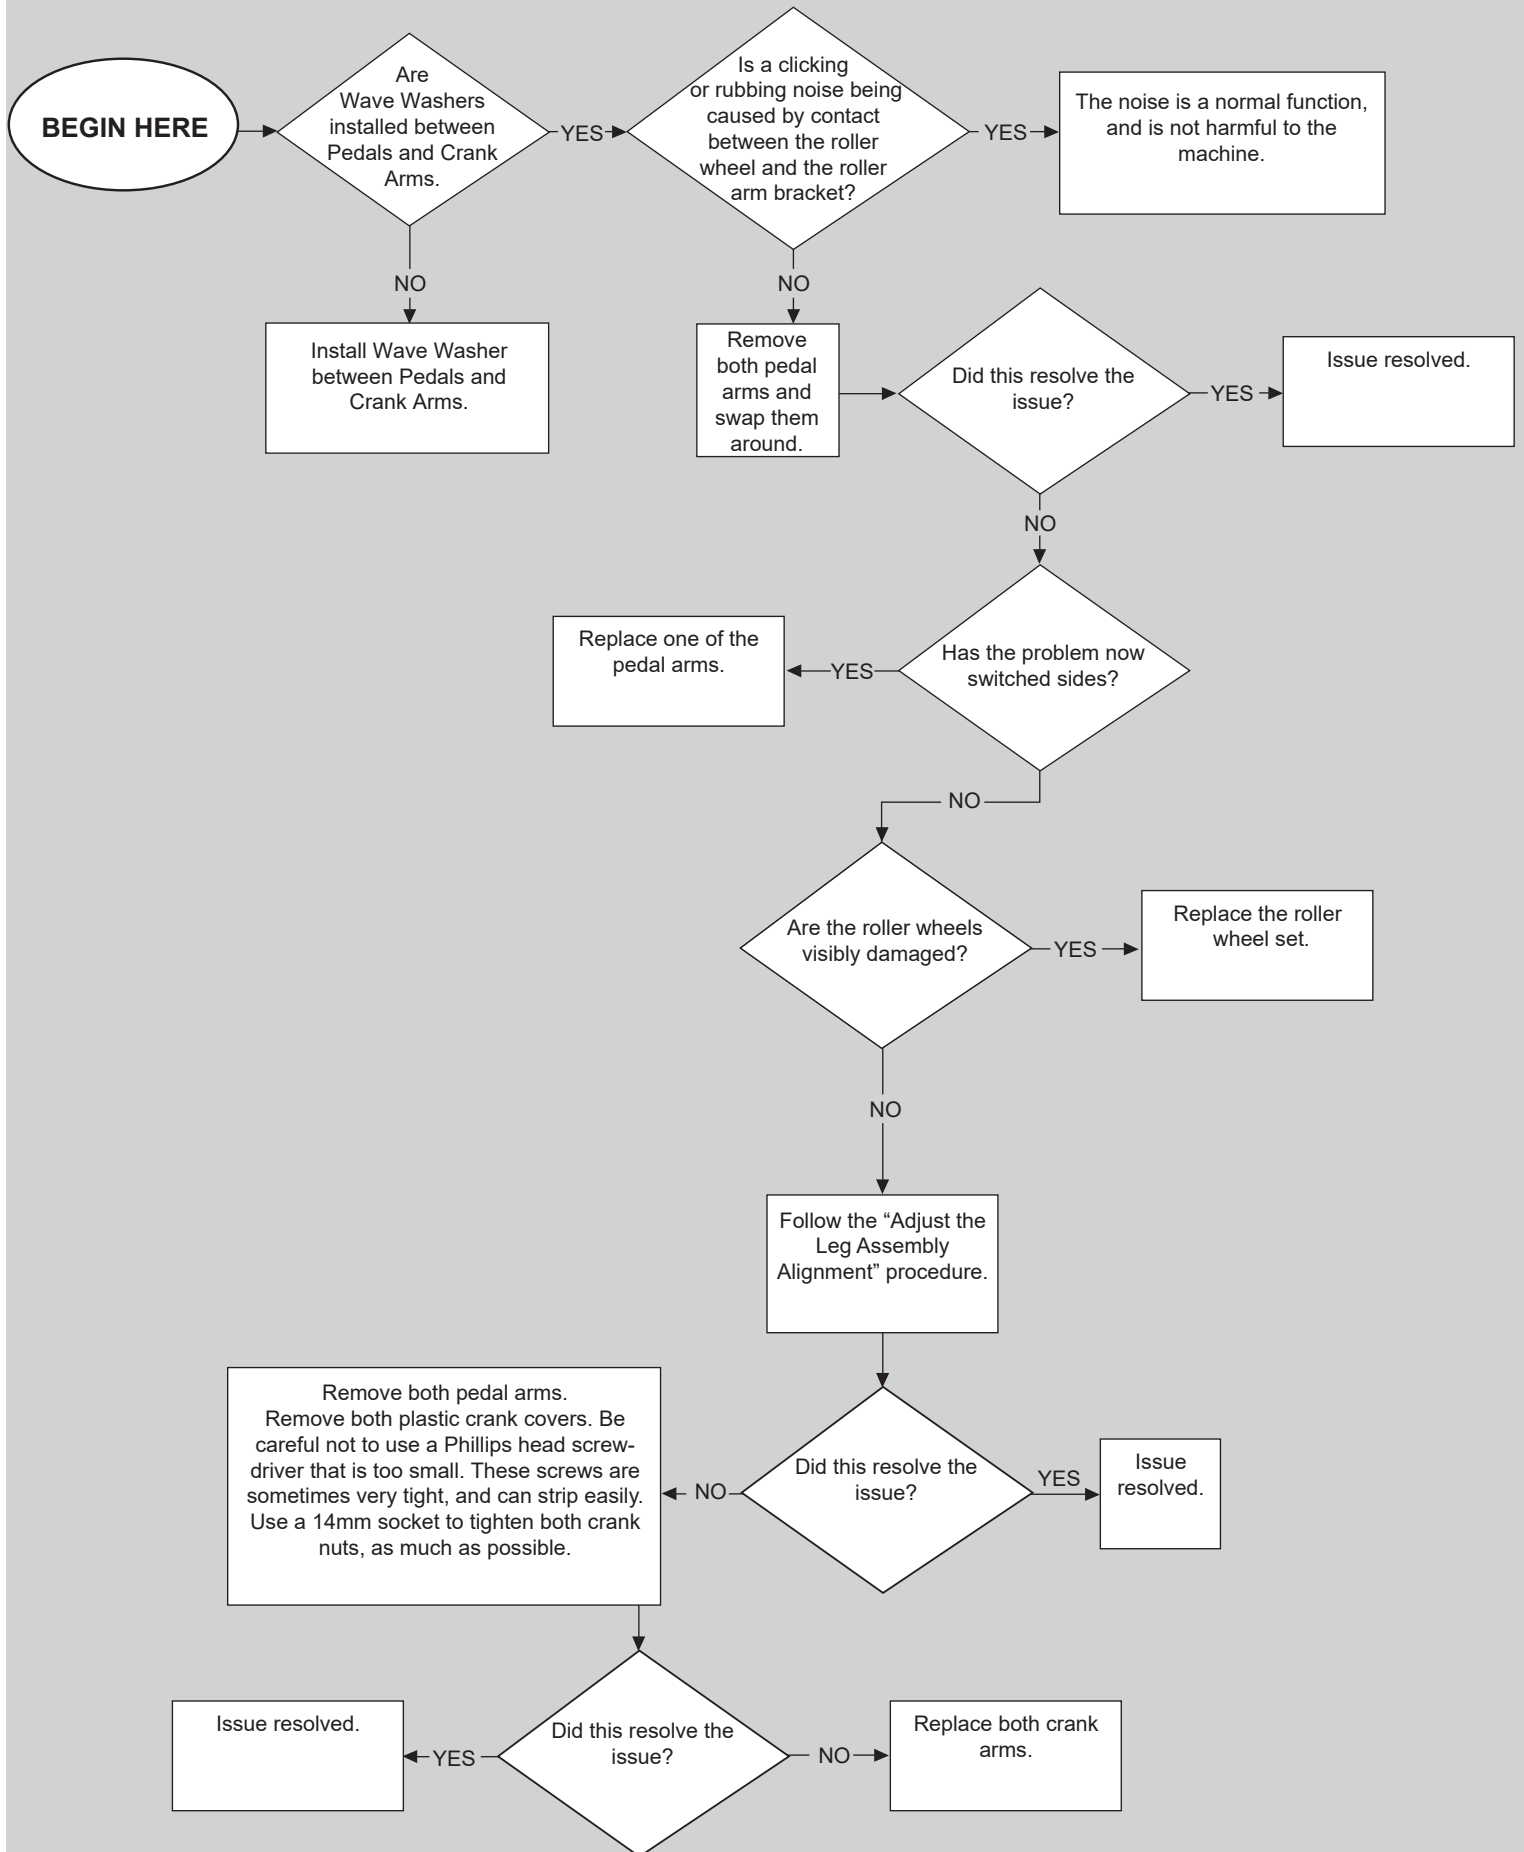 BEGIN HERE
Are
Wave Washers
installed between
Pedals and Crank
Arms.
YES
Is a clicking
or rubbing noise being
caused by contact
between the roller
wheel and the roller
arm bracket?
YES
The noise is a normal function,
and is not harmful to the
machine.
NO
Install Wave Washer
between Pedals and
Crank Arms.
NO
Remove
both pedal
arms and
swap them
around.
Did this resolve the
issue?
YES
Issue resolved.
NO
Has the problem now
switched sides?
YES
Replace one of the
pedal arms.
NO
Are the roller wheels
visibly damaged?
YES
Replace the roller
wheel set.
NO
Follow the “Adjust the
Leg Assembly
Alignment” procedure.
Did this resolve the
issue?
YES
Issue
resolved.
NO
Remove both pedal arms.
Remove both plastic crank covers. Be
careful not to use a Phillips head screw-
driver that is too small. These screws are
sometimes very tight, and can strip easily.
Use a 14mm socket to tighten both crank
nuts, as much as possible.
Did this resolve the
issue?
YES
Issue resolved.
NO
Replace both crank
arms.